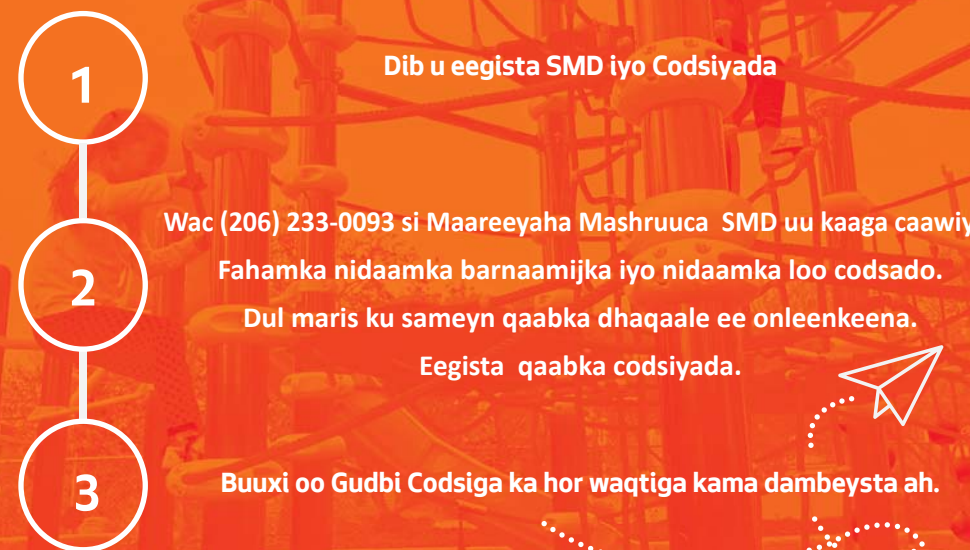 1
Dib u eegista SMD iyo Codsiyada
2
Wac (206) 233-0093 si Maareeyaha Mashruuca SMD uu kaaga
Fahamka nidaamka barnaamijka iyo nidaamka loo codsado.
Dul maris ku sameyn qaabka dhaqaale ee onleenkeena.
Eegista qaabka codsiyada.
3
Buuxi oo Gudbi Codsiga ka hor waqtiga kama dambeysta ah.